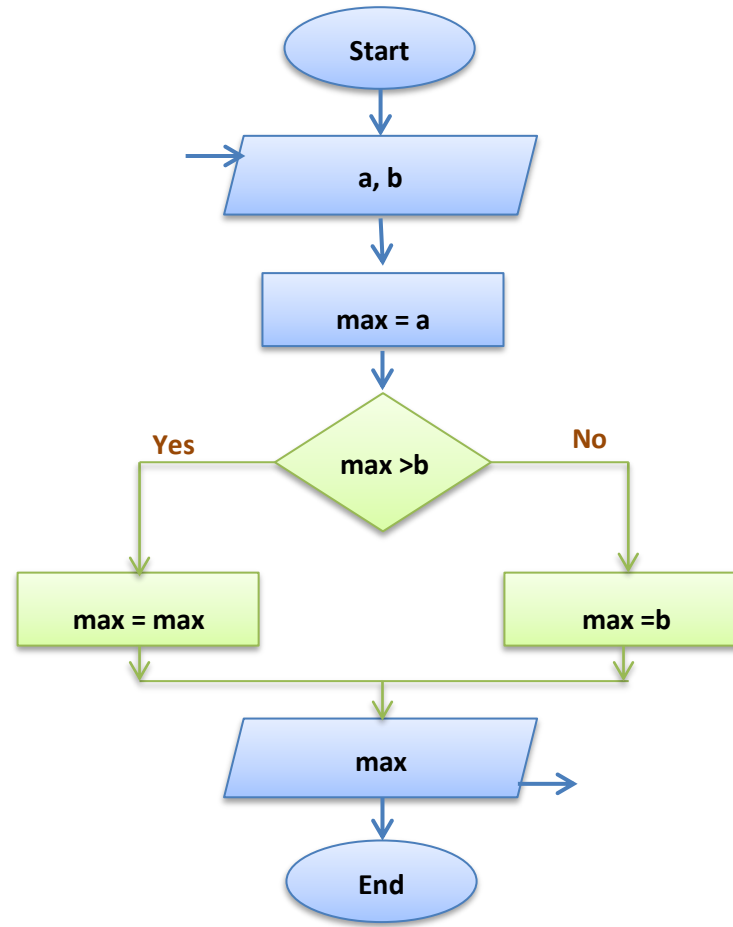 Start
a, b
max = a
Yes
No
max >b
max = max
max =b
max
End